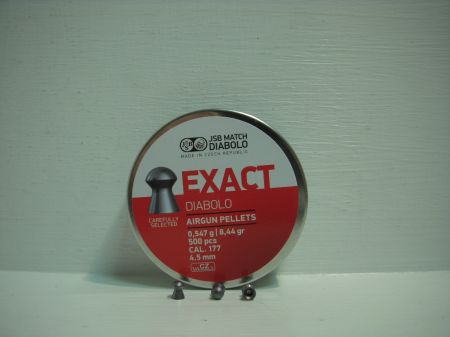 JSB MATCH
DIABOLO
MADE IN CZECH REPUBLIC
EXACT
DIABOLO
CAREFULLY
SELECTED
AIRGUN PELLETS
0,547 g | 8,44 gr
500 pcs
CAL. 177
4.5 mm
CZ